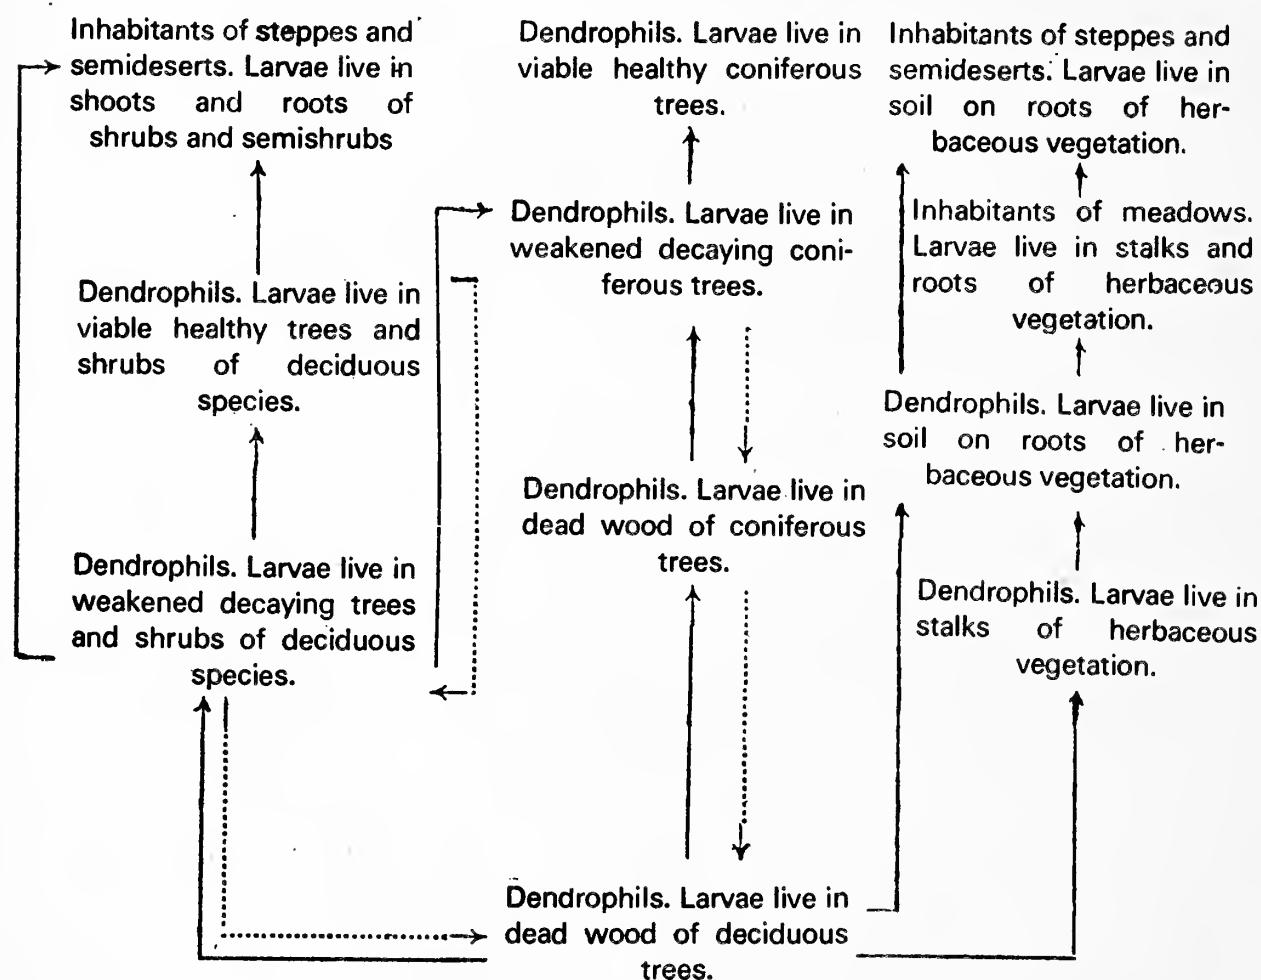 Inhabitants of steppes and
semideserts. Larvae live in
shoots and roots of
shrubs and semishrubs
Dendrophils. Larvae live in
viable healthy trees and
shrubs of deciduous
species.
Dendrophils. Larvae live in
weakened decaying trees
and shrubs of deciduous
species.
Dendrophils. Larvae live in
viable healthy coniferous
trees.
Dendrophils. Larvae live in
weakened decaying coni-
ferous trees.
Dendrophils. Larvae live in
dead wood of coniferous
trees.
Dendrophils. Larvae live in
dead wood of deciduous
trees.
Inhabitants of steppes and
semideserts. Larvae live in
soil on roots of her-
baceous vegetation.
Inhabitants of meadows.
Larvae live in stalks and
roots of herbaceous
vegetation.
Dendrophils. Larvae live in
soil on roots of her-
baceous vegetation.
Dendrophils. Larvae live in
stalks of herbaceous
vegetation.